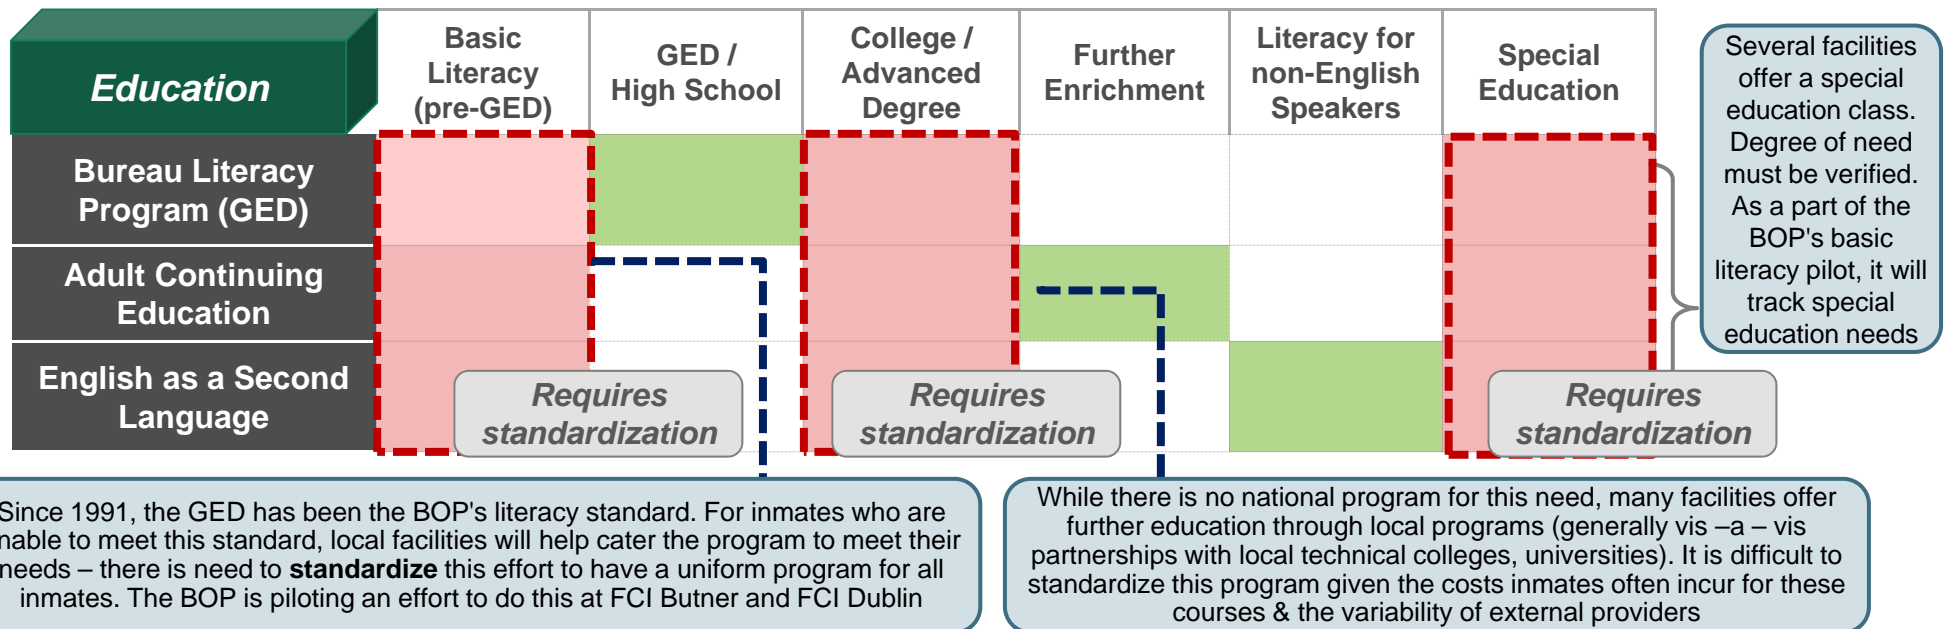 Education
Basic
Literacy
(pre-GED)
GED /
High School
College /
Advanced
Degree
Further
Enrichment
Literacy for
non-English
Speakers
Special
Education
Bureau Literacy
Program (GED)
Adult Continuing
Education
English as a Second
Language
Requires
standardization
Requires
standardization
Requires
standardization
Several facilities
offer a special
education class.
Degree of need
must be verified.
As a part of the
BOP's basic
literacy pilot, it will
track special
education needs
Since 1991, the GED has been the BOP's literacy standard. For inmates who are
nable to meet this standard, local facilities will help cater the program to meet their
needs – there is need to standardize this effort to have a uniform program for all
inmates. The BOP is piloting an effort to do this at FCI Butner and FCI Dublin
While there is no national program for this need, many facilities offer
further education through local programs (generally vis –a – vis
partnerships with local technical colleges, universities). It is difficult to
standardize this program given the costs inmates often incur for these
courses & the variability of external providers